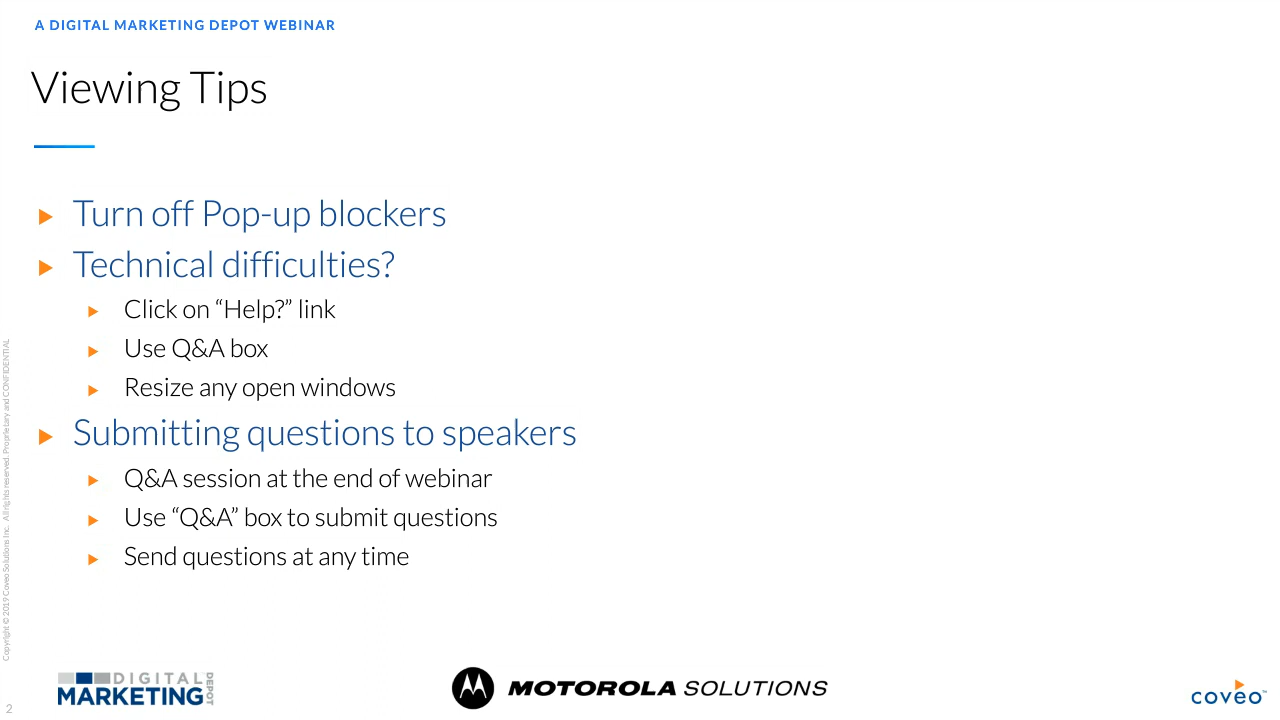 A DIGITAL MARKETING DEPOT WEBINAR
Viewing Tips
Turn off Pop-up blockers
Technical difficulties?
Click on “Help?” link
Use Q&A box
Resize any open windows
Submitting questions to speakers
Q&A session at the end of webinar
Use “Q&A” box to submit questions
Send questions at any time
Copyright © 2019 Coveo Solutions Inc. All rights reserved. Proprietary and CONFIDENTIAL
2
DIGITAL
MARKETING
DEPOT
MOTOROLA SOLUTIONS
coveo™